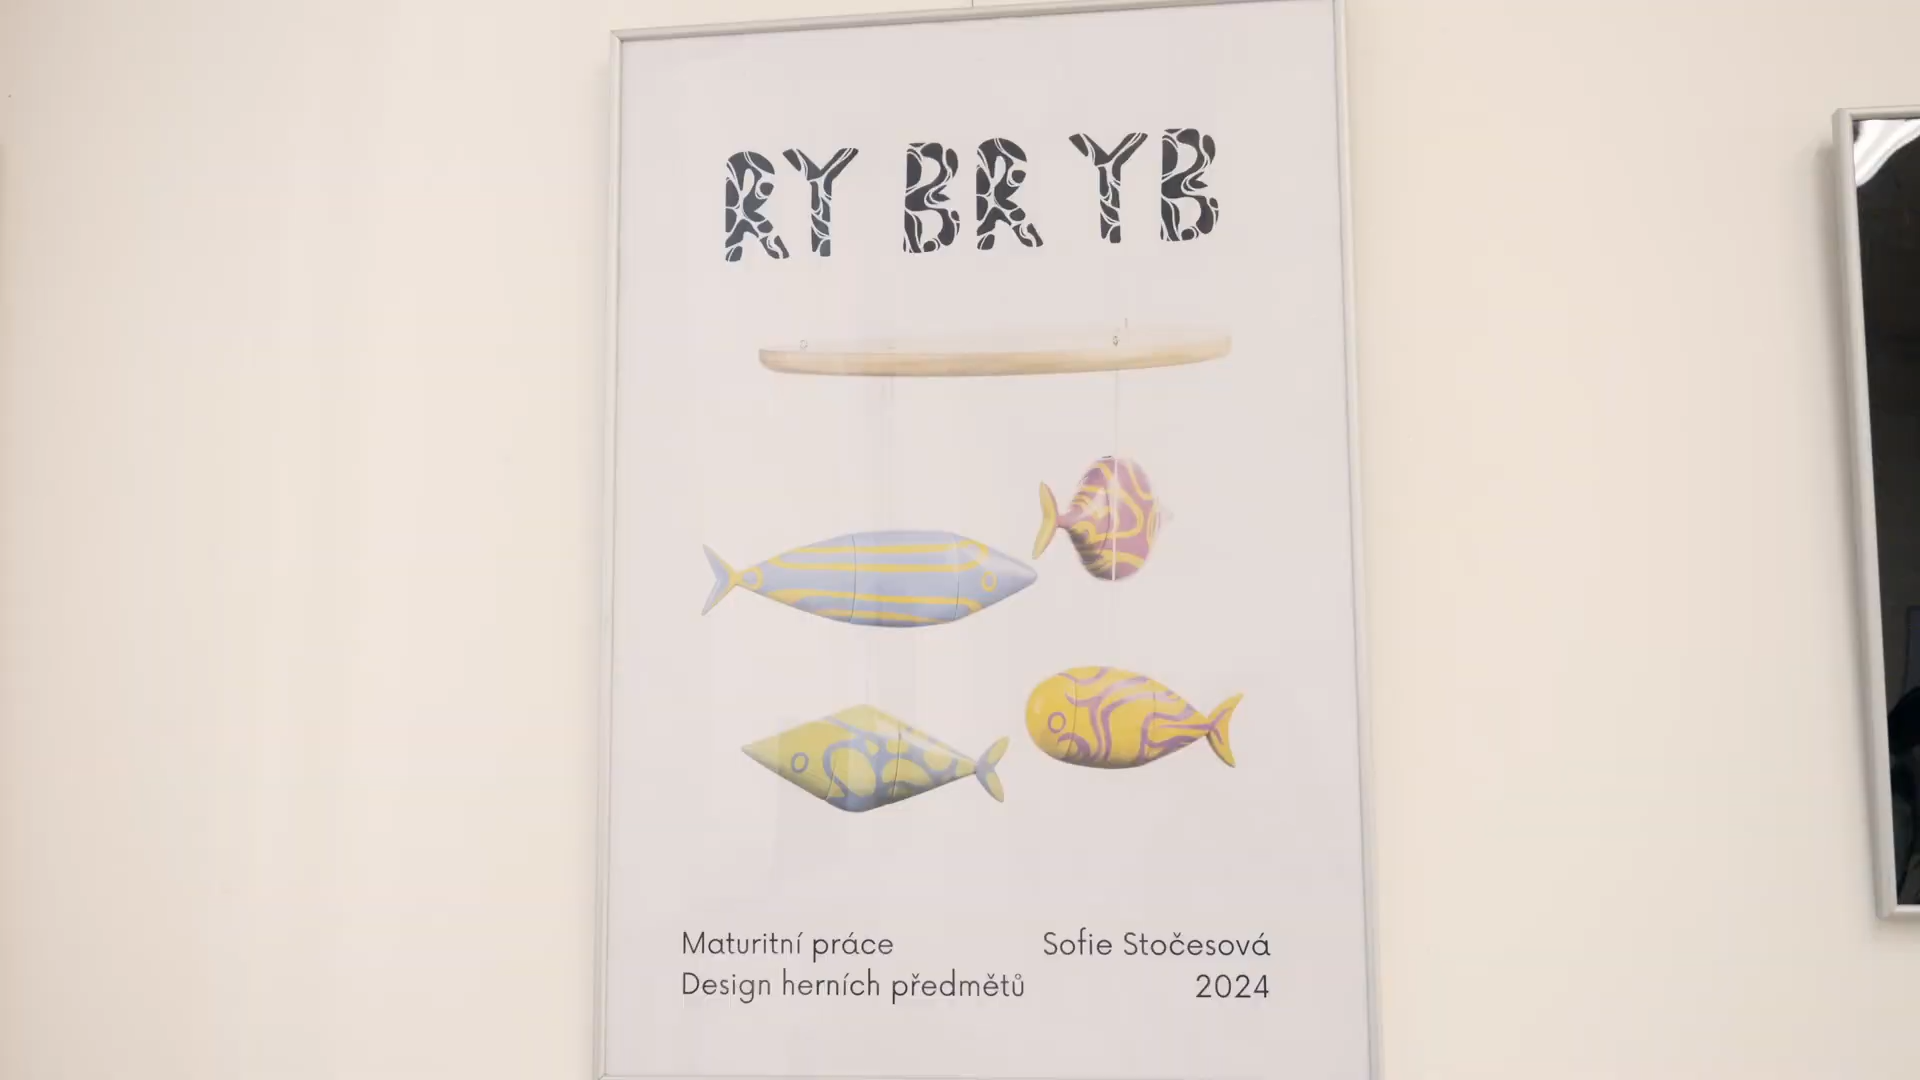 RY BR YB
Maturitní práce
Design herních předmětů
Sofie Stočesová
2024